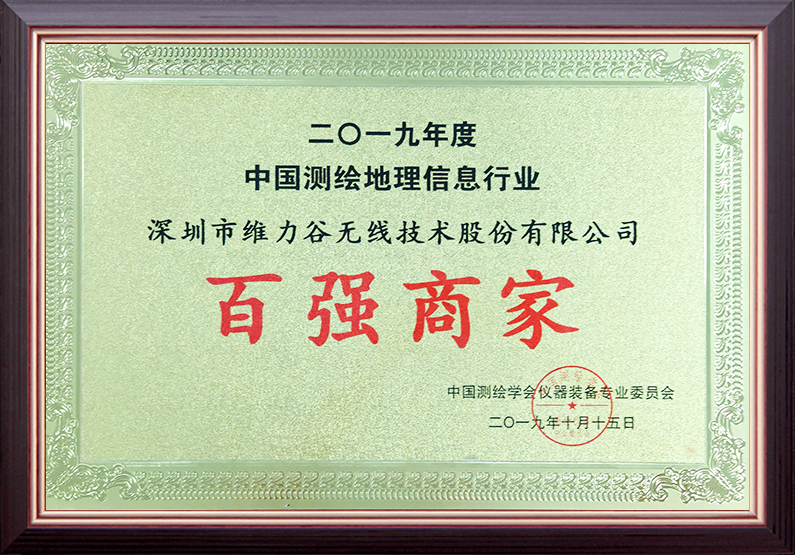 二〇一九年度
中国测绘地理信息行业
深圳市维力谷无线技术股份有限公司
百强商家
中国测绘学会仪器装备专业委员会
二〇一九年十月十五日